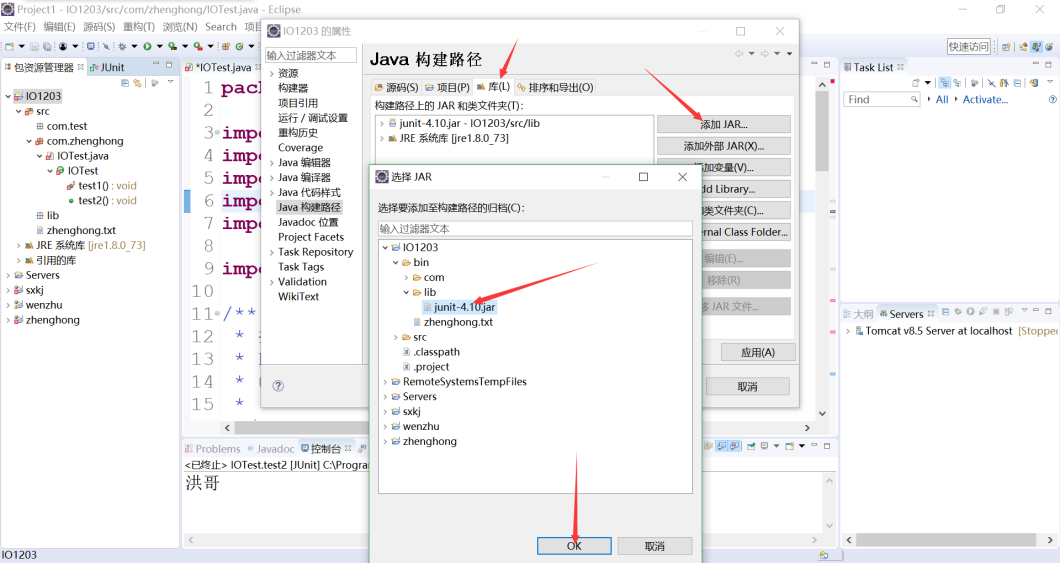 Project1 - IO1203/src/com/zhenghong/IOTest.java - Eclipse
文件(F) 编辑(E) 源码(S) 重构(T) 浏览(N) Search 项目
快速访问
包资源管理器 JUnit
IO1203
src
com.test
com.zhenghong
IOTest.java
IOTest
test1() : void
test2() : void
lib
zhenghong.txt
JRE 系统库 [jre1.8.0_73]
引用的库
Servers
sxkj
wenzhu
zhenghong
*IOTest.java
1 pack
2
3 impo
4 impo
5 impo
6 impo
7 impo
8
9 impo
10
11 /**
12 *
13 *
14 *
15 *
IO1203 的属性
输入过滤器文本
资源
构建器
项目引用
运行 / 调试设置
重构历史
Coverage
Java 编辑器
Java 编译器
Java 代码样式
Java 构建路径
Javadoc 位置
Project Facets
Task Repository
Task Tags
Validation
WikiText
Java 构建路径
源码(S) 项目(P) 库(L) 排序和导出(O)
构建路径上的 JAR 和类文件夹(T):
junit-4.10.jar - IO1203/src/lib
JRE 系统库 [jre1.8.0_73]
添加 JAR...
添加外部 JAR(X)...
添加变量(V)...
dd Library...
类文件夹(C)...
ernal Class Folder...
编辑(E)...
移除(R)
JAR 文件...
应用(A)
取消
选择 JAR
选择要添加至构建路径的归档(C):
输入过滤器文本
IO1203
bin
com
lib
junit-4.10.jar
zhenghong.txt
src
.classpath
.project
RemoteSystemsTempFiles
Servers
sxkj
wenzhu
zhenghong
OK 取消
Task List
Find All Activate...
大纲 Servers
Tomcat v8.5 Server at localhost [Stopped
Problems Javadoc 控制台
<已终止> IOTest.test2 [JUnit] C:\Progra
洪哥
IO1203